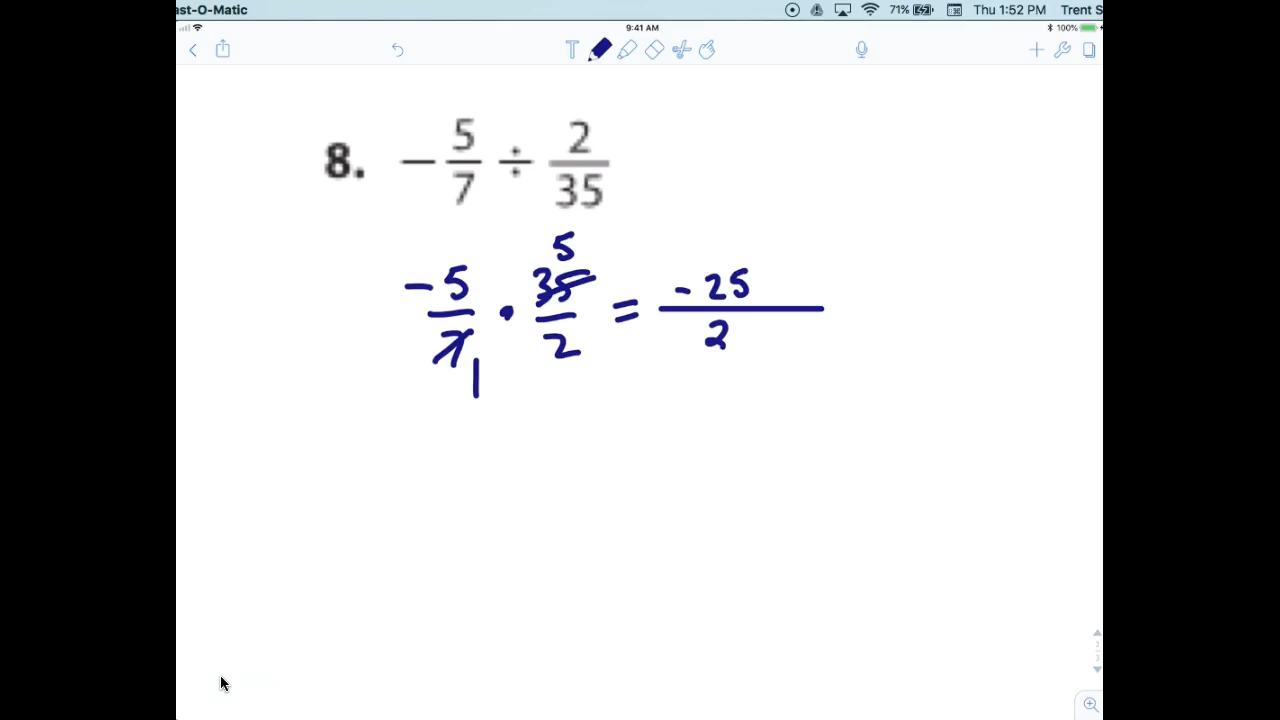 ast-O-Matic 71% Thu 1:52 PM Trent S
9:41 AM 100%
T
8. - 5/7 ÷ 2/35
5
-5/7 · 35/2 = -25/2
1